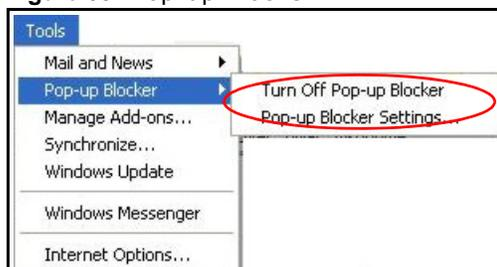 Tools
Mail and News
Pop-up Blocker
Turn Off Pop-up Blocker
Pop-up Blocker Settings...
Manage Add-ons...
Synchronize...
Windows Update
Windows Messenger
Internet Options...